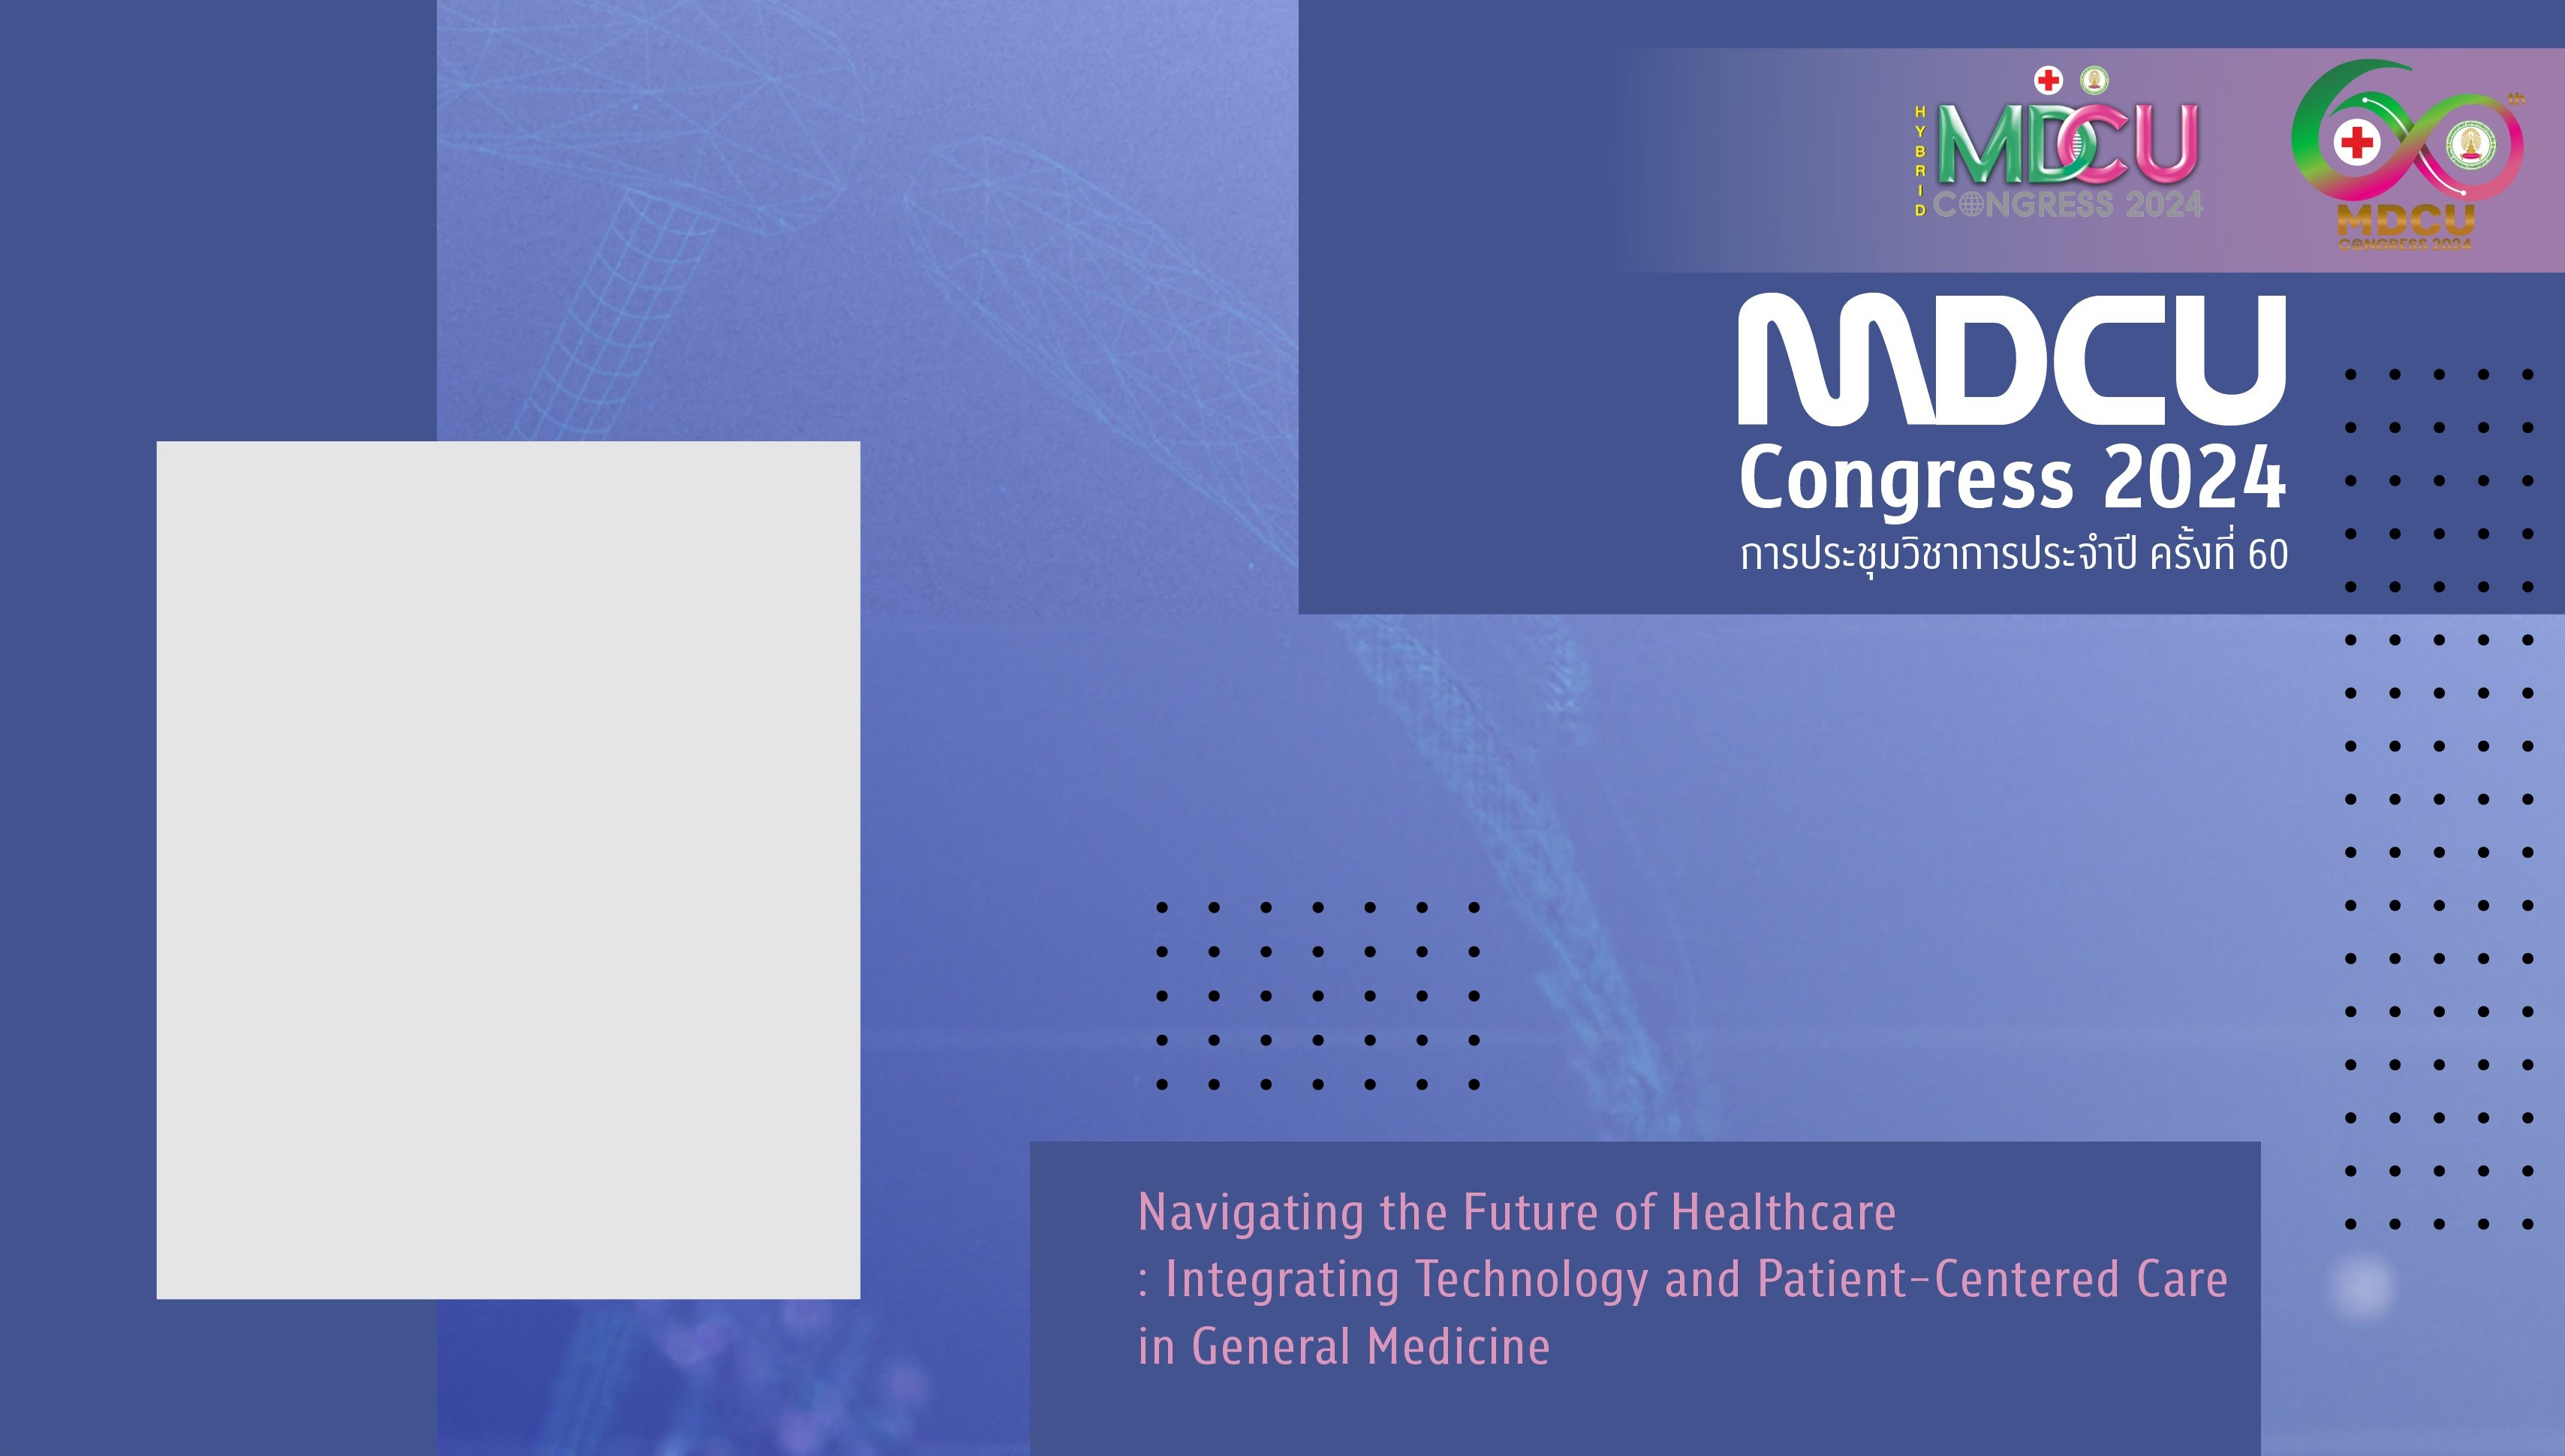 HYBRID
MDCU
CONGRESS 2024
60th
MDCU
CONGRESS 2024
MDCU
Congress 2024
การประชุมวิชาการประจำปี ครั้งที่ 60
Navigating the Future of Healthcare
: Integrating Technology and Patient-Centered Care
in General Medicine